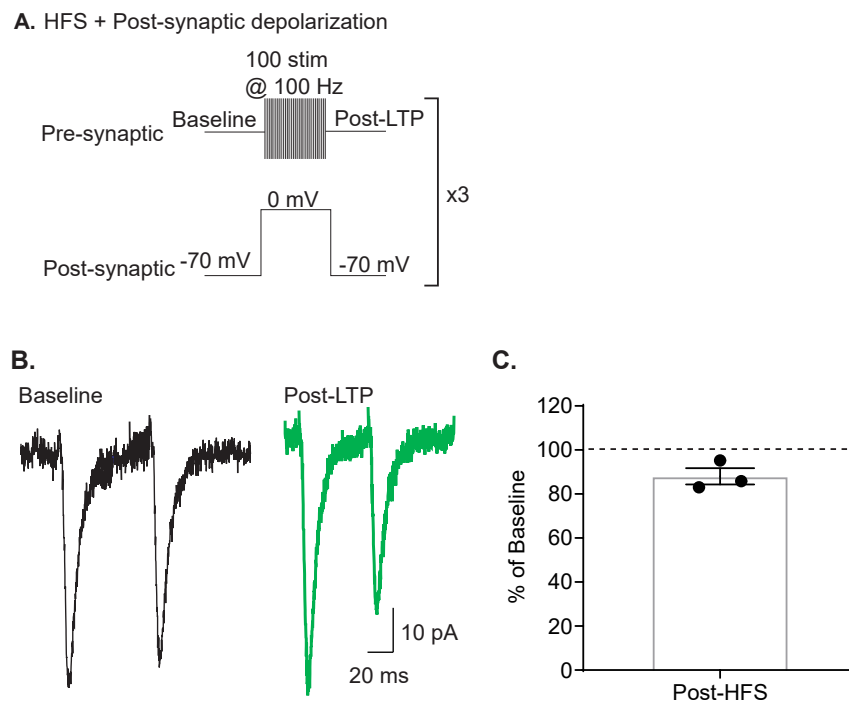 A. HFS + Post-synaptic depolarization
100 stim
@ 100 Hz
Pre-synaptic
Baseline
Post-LTP
x3
0 mV
Post-synaptic
-70 mV
-70 mV
B.
Baseline
Post-LTP
10 pA
20 ms
C.
% of Baseline
120
100
80
60
40
20
0
Post-HFS